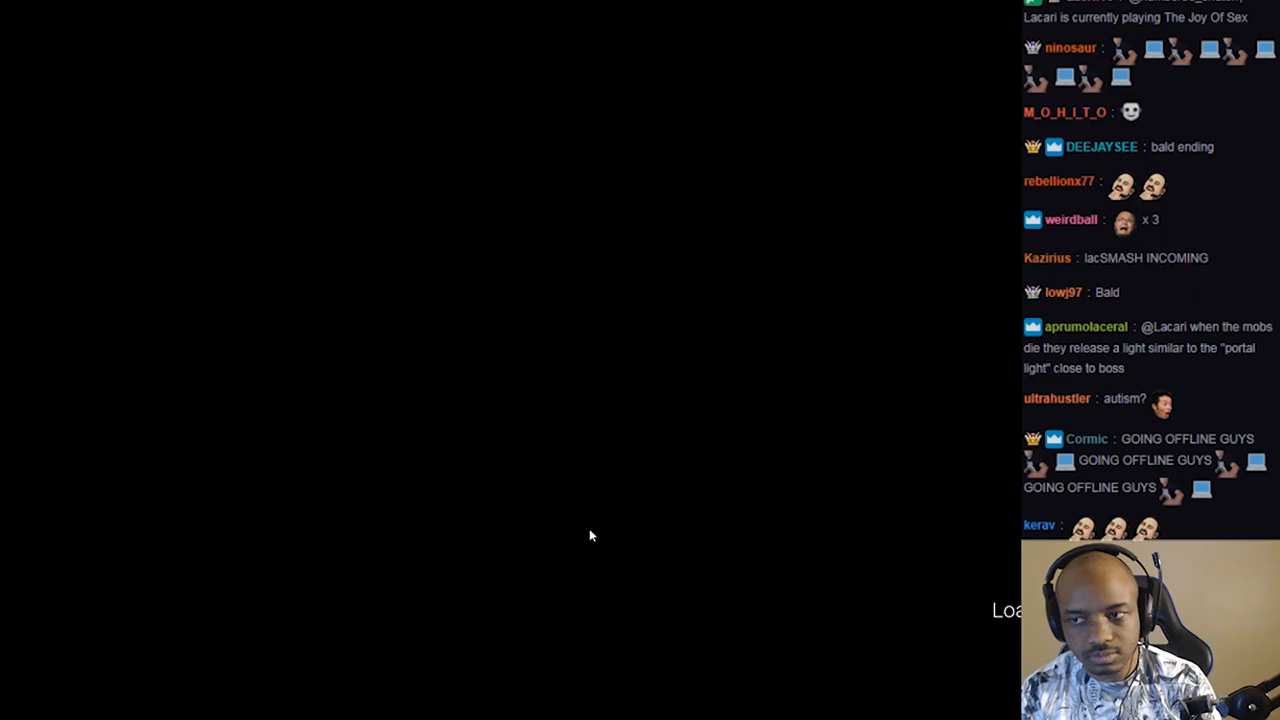 Lacari is currently playing The Joy Of Sex
ninosaur :
M_O_H_I_T_O :
DEEJAYSEE : bald ending
rebellionx77 :
weirdball : x 3
Kazirius : lacSMASH INCOMING
lowj97 : Bald
aprumolaceral : @Lacari when the mobs
die they release a light similar to the "portal
light" close to boss
ultrahustler : autism?
Cormic : GOING OFFLINE GUYS
GOING OFFLINE GUYS
GOING OFFLINE GUYS
kerav :
Loa